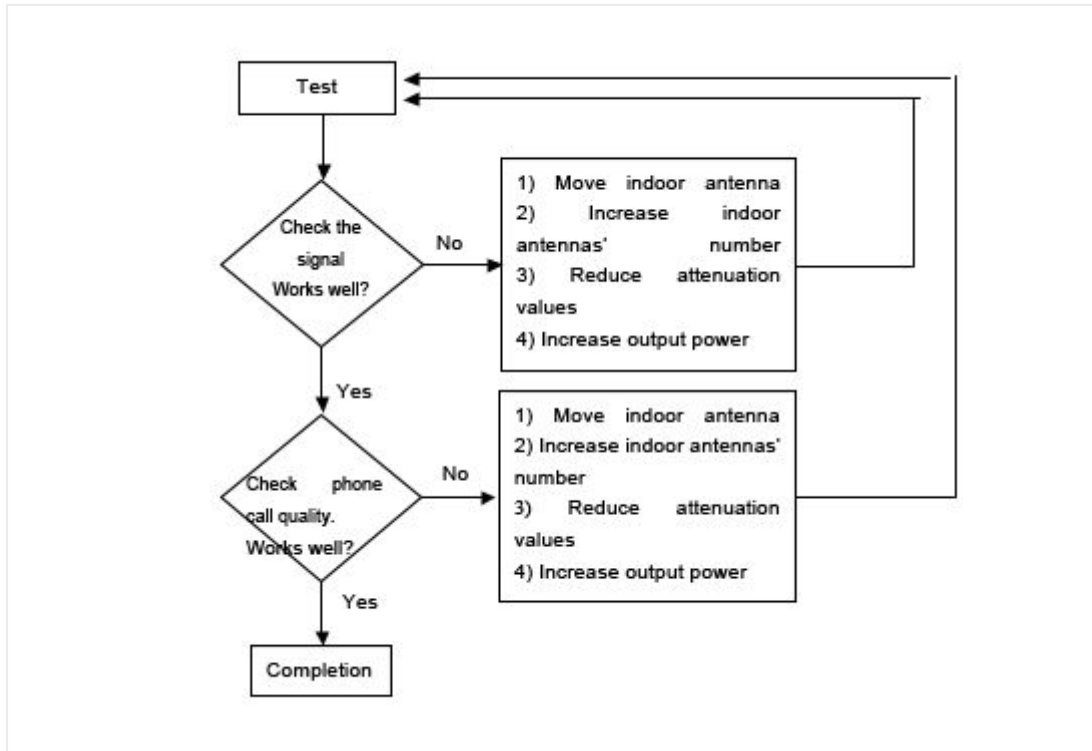 Test
Check the
signal
Works well?
No
1) Move indoor antenna
2) Increase indoor
antennas' number
3) Reduce attenuation
values
4) Increase output power
Yes
Check phone
call quality.
Works well?
No
1) Move indoor antenna
2) Increase indoor antennas'
number
3) Reduce attenuation
values
4) Increase output power
Yes
Completion